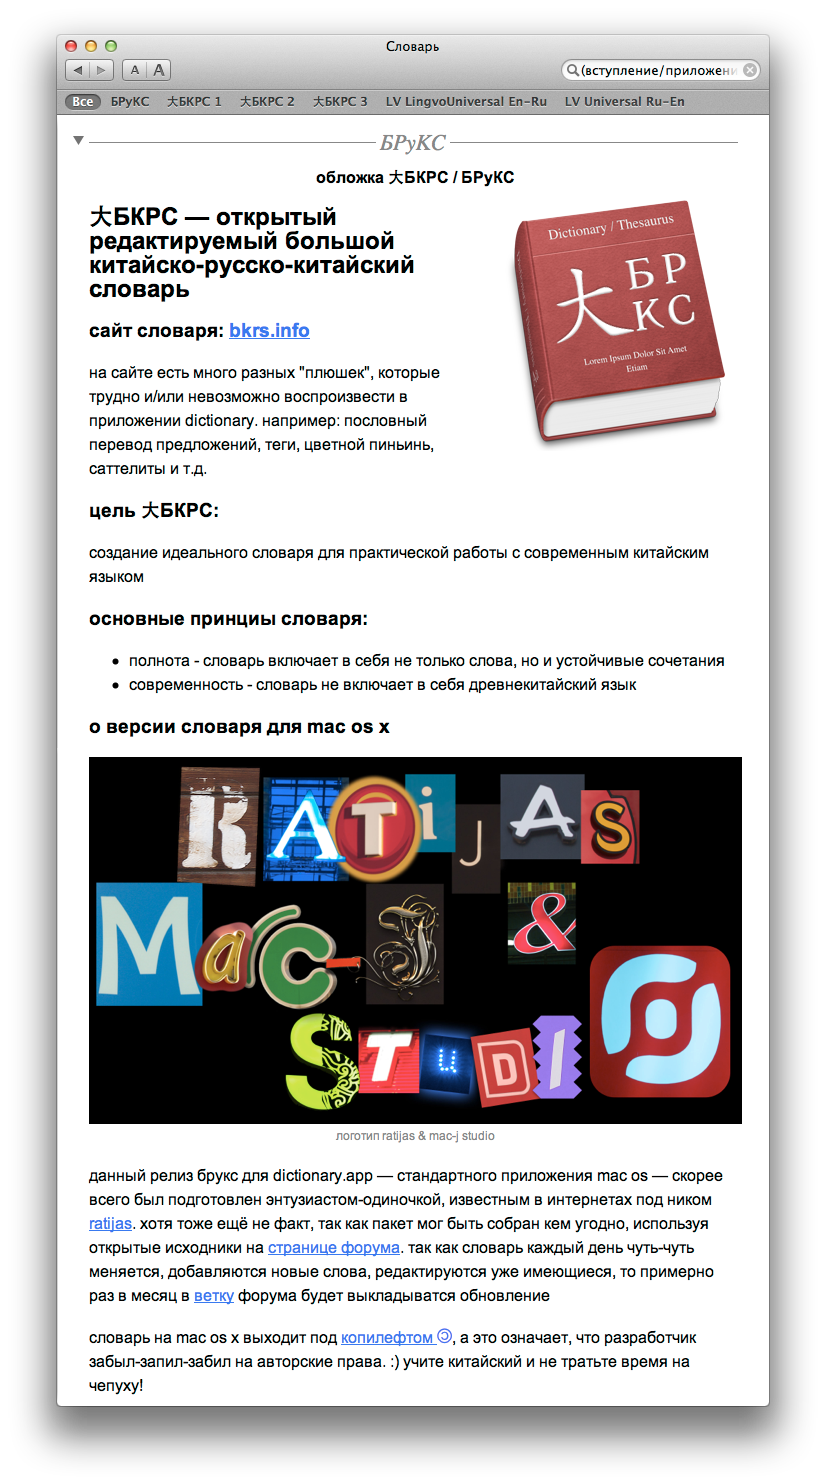 Словарь
A A
(вступление/приложени
Все БРуКС 大БКРС 1 大БКРС 2 大БКРС 3 LV LingvoUniversal En-Ru LV Universal Ru-En
БРуКС
обложка 大БКРС / БРуКС
大БКРС — открытый
редактируемый большой
китайско-русско-китайский
словарь
Dictionary / Thesaurus
大 БР
КС
Lorem Ipsum Dolor Sit Amet
Etiam
сайт словаря: bkrs.info
на сайте есть много разных "плюшек", которые
трудно и/или невозможно воспроизвести в
приложении dictionary. например: пословный
перевод предложений, теги, цветной пиньинь,
саттелиты и т.д.
цель 大БКРС:
создание идеального словаря для практической работы с современным китайским
языком
основные принциы словаря:
• полнота - словарь включает в себя не только слова, но и устойчивые сочетания
• современность - словарь не включает в себя древнекитайский язык
о версии словаря для mac os x
RATiJAS
Mac-J &
STuDI
логотип ratijas & mac-j studio
данный релиз брукс для dictionary.app — стандартного приложения mac os — скорее
всего был подготовлен энтузиастом-одиночкой, известным в интернетах под ником
ratijas. хотя тоже ещё не факт, так как пакет мог быть собран кем угодно, используя
открытые исходники на странице форума. так как словарь каждый день чуть-чуть
меняется, добавляются новые слова, редактируются уже имеющиеся, то примерно
раз в месяц в ветку форума будет выкладыватся обновление
словарь на mac os x выходит под копилефтом, а это означает, что разработчик
забыл-запил-забил на авторские права. :) учите китайский и не тратьте время на
чепуху!